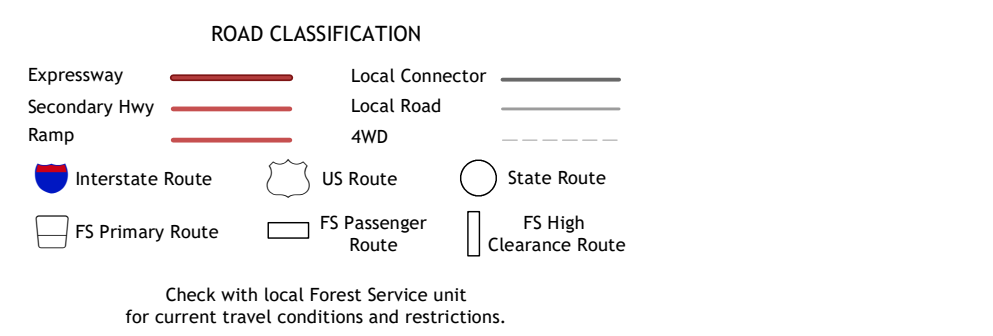 ROAD CLASSIFICATION
Expressway
Local Connector
Secondary Hwy
Local Road
Ramp
4WD
Interstate Route
US Route
State Route
FS Primary Route
FS Passenger
Route
FS High
Clearance Route
Check with local Forest Service unit
for current travel conditions and restrictions.